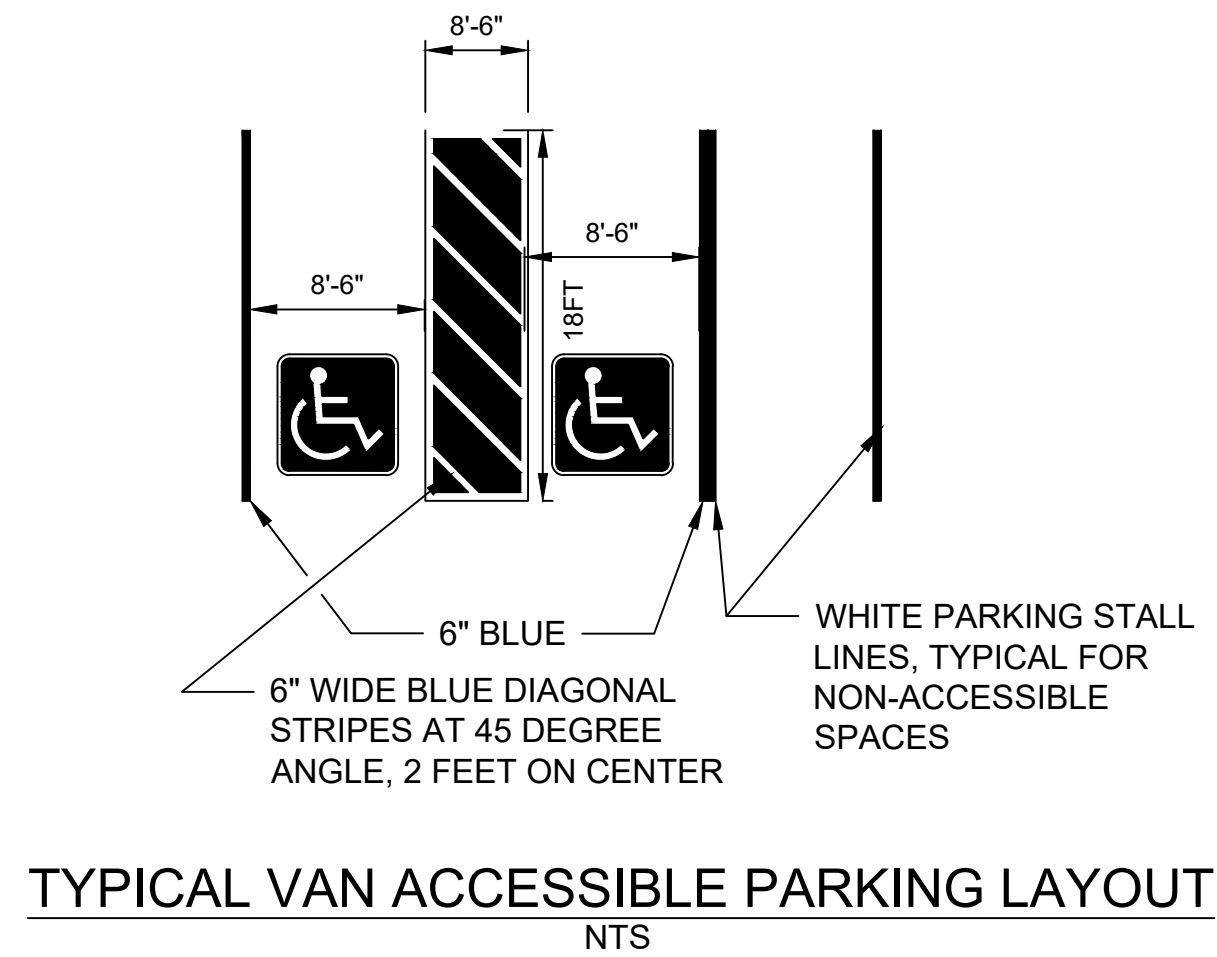 8'-6"
8'-6"
8'-6"
18FT
6" BLUE
6" WIDE BLUE DIAGONAL
STRIPES AT 45 DEGREE
ANGLE, 2 FEET ON CENTER
WHITE PARKING STALL
LINES, TYPICAL FOR
NON-ACCESSIBLE
SPACES
TYPICAL VAN ACCESSIBLE PARKING LAYOUT
NTS